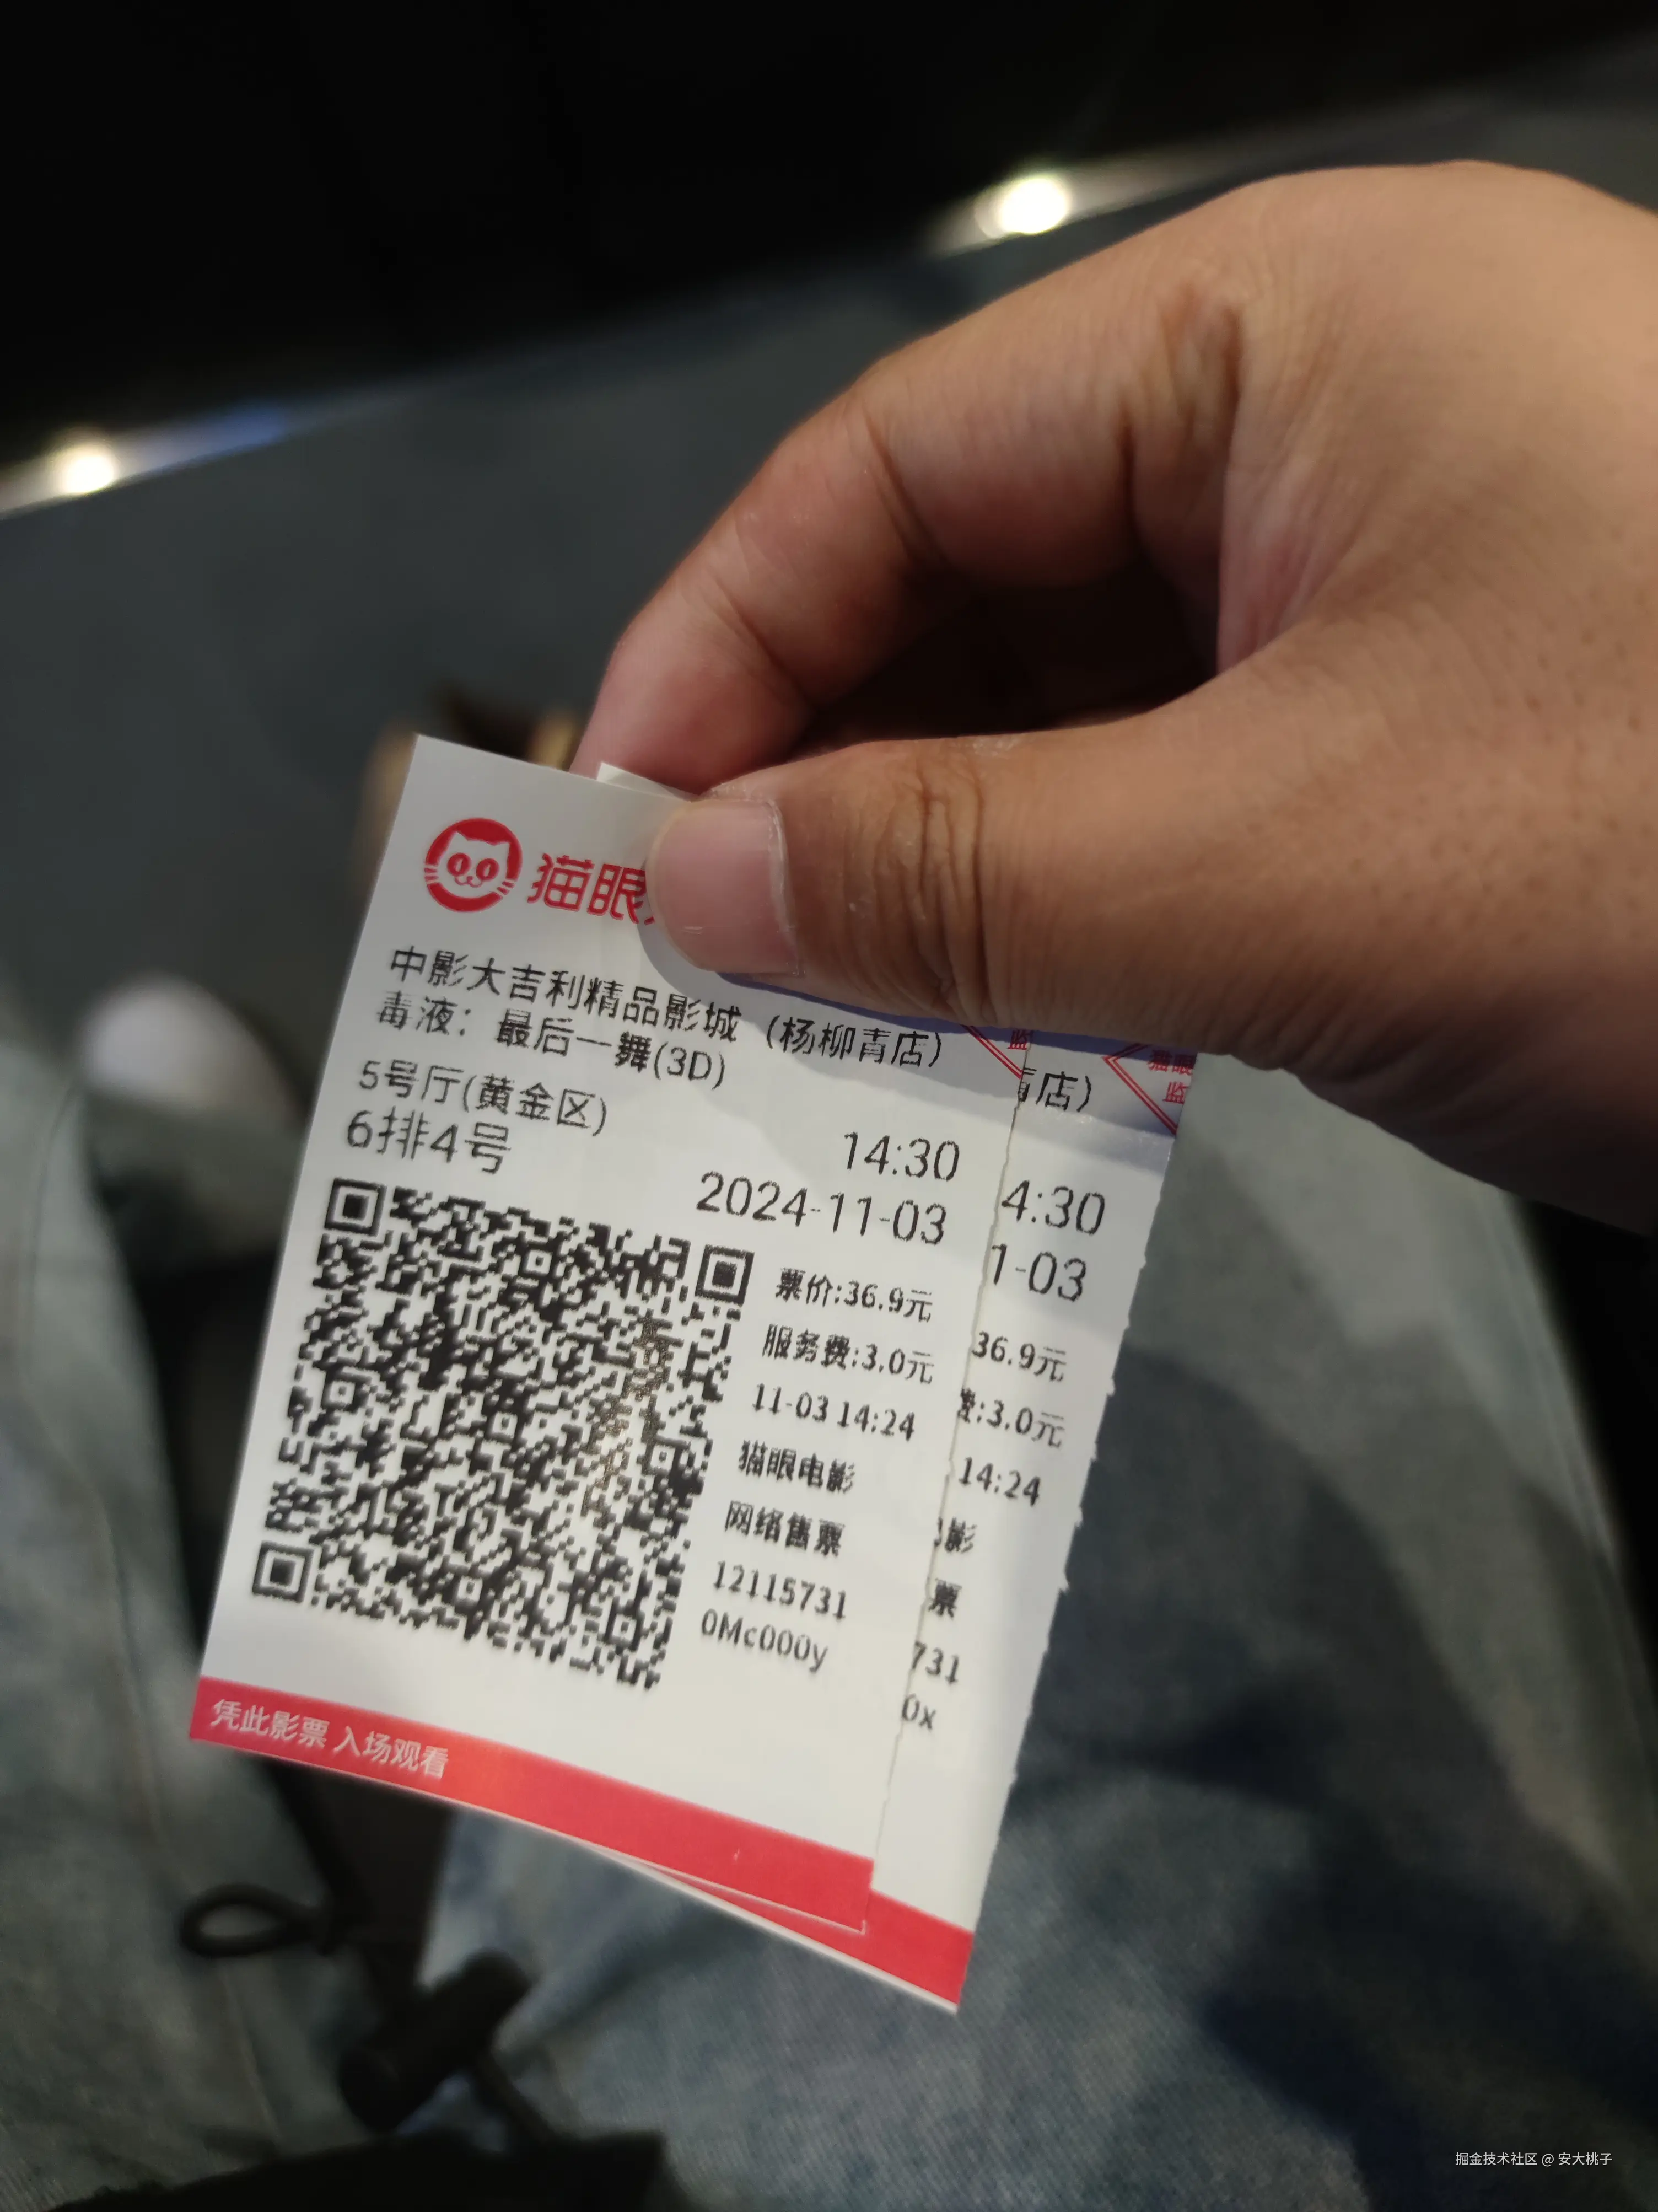 猫眼
中影大吉利精品影城（杨柳青店）
毒液：最后一舞(3D)
5号厅(黄金区)
6排4号
14:30
2024-11-03
票价:36.9元
服务费:3.0元
11-03 14:24
猫眼电影
网络售票
12115731
0Mc000y
凭此影票 入场观看
监
店）
猫眼
监
4:30
1-03
36.9元
费:3.0元
14:24
影
票
731
0x
掘金技术社区 @ 安大桃子